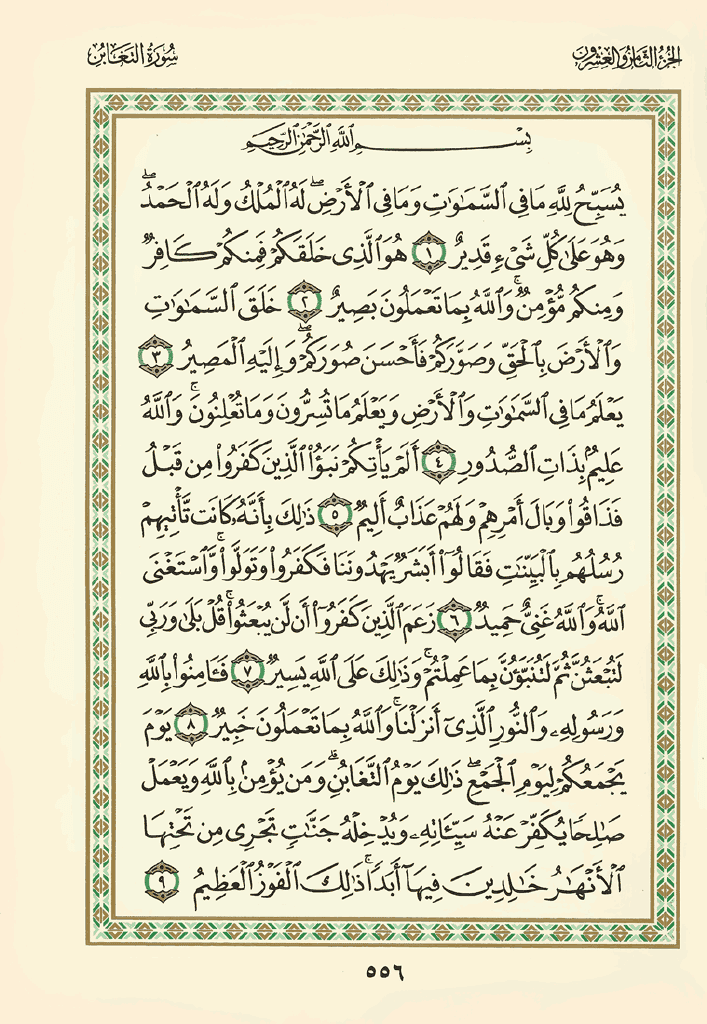 الجزء الثامن والعشرون
سورة التغابن
بِسْمِ ٱللَّهِ ٱلرَّحْمَٰنِ ٱلرَّحِيمِ
يُسَبِّحُ لِلَّهِ مَا فِى ٱلسَّمَٰوَٰتِ وَمَا فِى ٱلْأَرْضِۖ لَهُ ٱلْمُلْكُ وَلَهُ ٱلْحَمْدُۖ
وَهُوَ عَلَىٰ كُلِّ شَىْءٍ قَدِيرٌ ١ هُوَ ٱلَّذِى خَلَقَكُمْ فَمِنكُمْ كَافِرٌ
وَمِنكُم مُّؤْمِنٌۚ وَٱللَّهُ بِمَا تَعْمَلُونَ بَصِيرٌ ٢ خَلَقَ ٱلسَّمَٰوَٰتِ
وَٱلْأَرْضَ بِٱلْحَقِّ وَصَوَّرَكُمْ فَأَحْسَنَ صُوَرَكُمْۖ وَإِلَيْهِ ٱلْمَصِيرُ ٣
يَعْلَمُ مَا فِى ٱلسَّمَٰوَٰتِ وَٱلْأَرْضِ وَيَعْلَمُ مَا تُسِرُّونَ وَمَا تُعْلِنُونَۚ وَٱللَّهُ
عَلِيمٌۢ بِذَاتِ ٱلصُّدُورِ ٤ أَلَمْ يَأْتِكُمْ نَبَؤُا۟ ٱلَّذِينَ كَفَرُوا۟ مِن قَبْلُ
فَذَاقُوا۟ وَبَالَ أَمْرِهِمْ وَلَهُمْ عَذَابٌ أَلِيمٌ ٥ ذَٰلِكَ بِأَنَّهُۥ كَانَت تَّأْتِيهِمْ
رُسُلُهُم بِٱلْبَيِّنَٰتِ فَقَالُوٓا۟ أَبَشَرٌ يَهْدُونَنَا فَكَفَرُوا۟ وَتَوَلَّوا۟ۚ وَّٱسْتَغْنَى
ٱللَّهُۚ وَٱللَّهُ غَنِىٌّ حَمِيدٌ ٦ زَعَمَ ٱلَّذِينَ كَفَرُوٓا۟ أَن لَّن يُبْعَثُوا۟ۚ قُلْ بَلَىٰ وَرَبِّى
لَتُبْعَثُنَّ ثُمَّ لَتُنَبَّؤُنَّ بِمَا عَمِلْتُمْۚ وَذَٰلِكَ عَلَى ٱللَّهِ يَسِيرٌ ٧ فَـَٔامِنُوا۟ بِٱللَّهِ
وَرَسُولِهِۦ وَٱلنُّورِ ٱلَّذِىٓ أَنزَلْنَاۚ وَٱللَّهُ بِمَا تَعْمَلُونَ خَبِيرٌ ٨ يَوْمَ
يَجْمَعُكُمْ لِيَوْمِ ٱلْجَمْعِۖ ذَٰلِكَ يَوْمُ ٱلتَّغَابُنِۗ وَمَن يُؤْمِنۢ بِٱللَّهِ وَيَعْمَلْ
صَٰلِحًا يُكَفِّرْ عَنْهُ سَيِّـَٔاتِهِۦ وَيُدْخِلْهُ جَنَّٰتٍ تَجْرِى مِن تَحْتِهَا
ٱلْأَنْهَٰرُ خَٰلِدِينَ فِيهَآ أَبَدًاۚ ذَٰلِكَ ٱلْفَوْزُ ٱلْعَظِيمُ ٩
٥٥٦